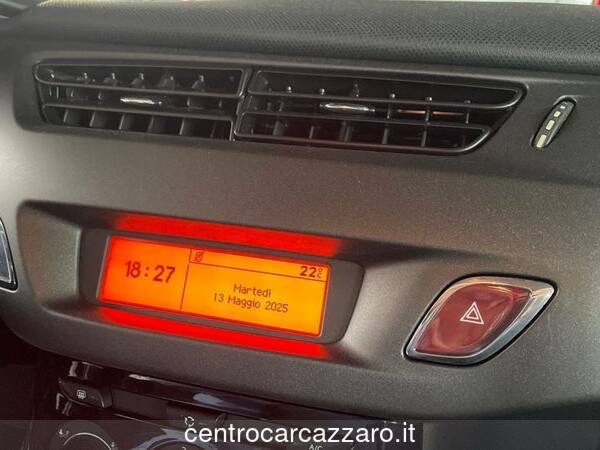 18:27
22°C
Martedì
13 Maggio 2025
A/C
centrocarcazzaro.it